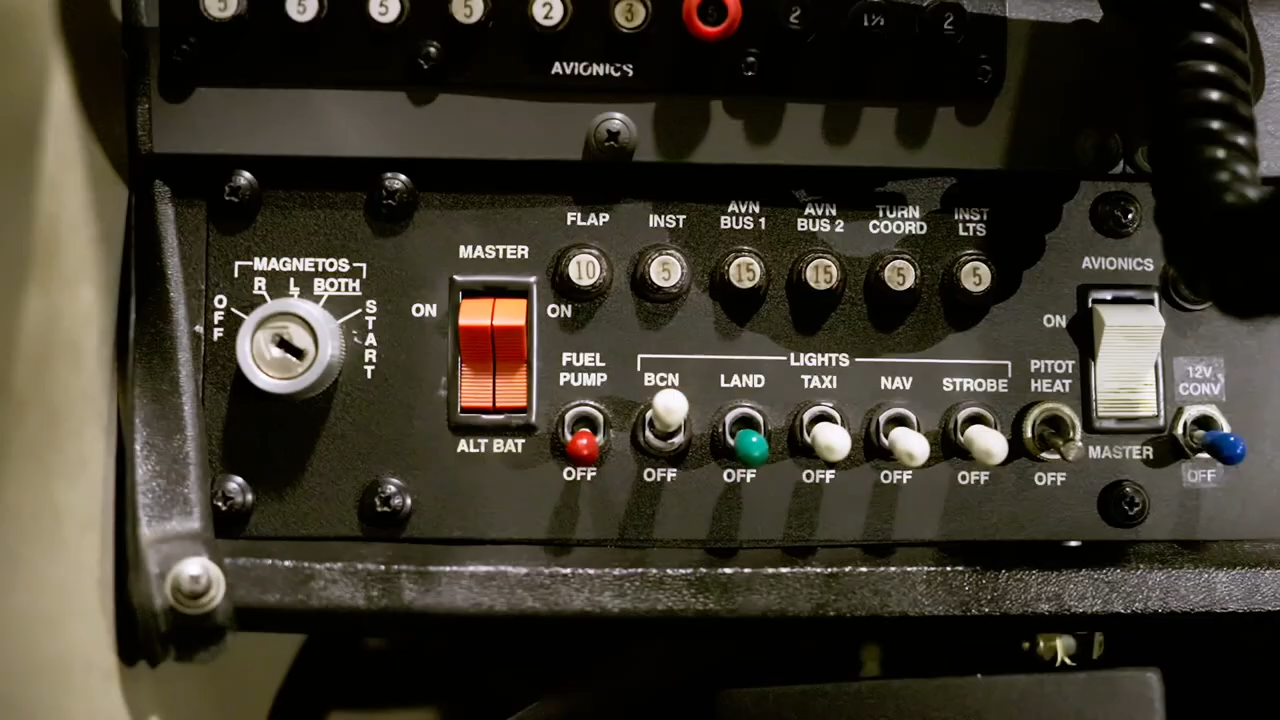 5 5 5 5 2 3 5 2 1½ 2
AVIONICS
MAGNETOS
R L BOTH
OFF
START
MASTER
ON ON
ALT BAT
FLAP INST AVN BUS 1 AVN BUS 2 TURN COORD INST LTS
10 5 15 15 5 5
LIGHTS
FUEL PUMP BCN LAND TAXI NAV STROBE PITOT HEAT
OFF OFF OFF OFF OFF OFF OFF
AVIONICS
ON
MASTER
12V CONV
OFF